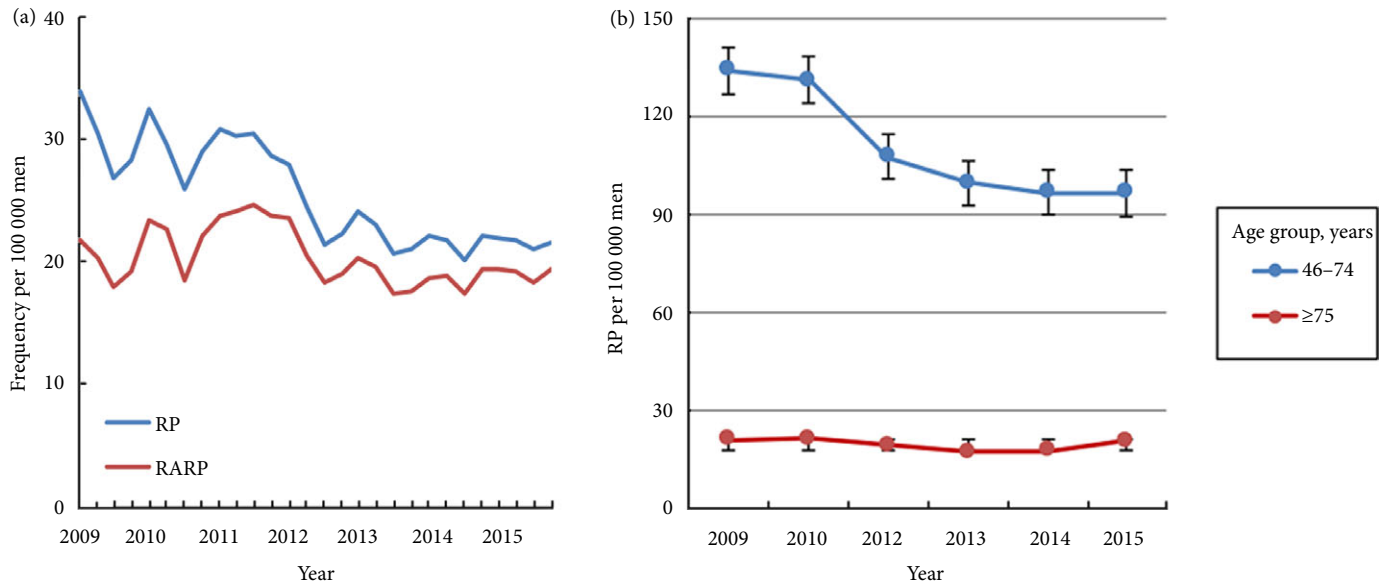 (a)
40
30
20
10
0
Frequency per 100 000 men
RP
RARP
2009 2010 2011 2012 2013 2014 2015
Year
(b)
150
120
90
60
30
0
RP per 100 000 men
2009 2010 2012 2013 2014 2015
Year
Age group, years
46–74
≥75